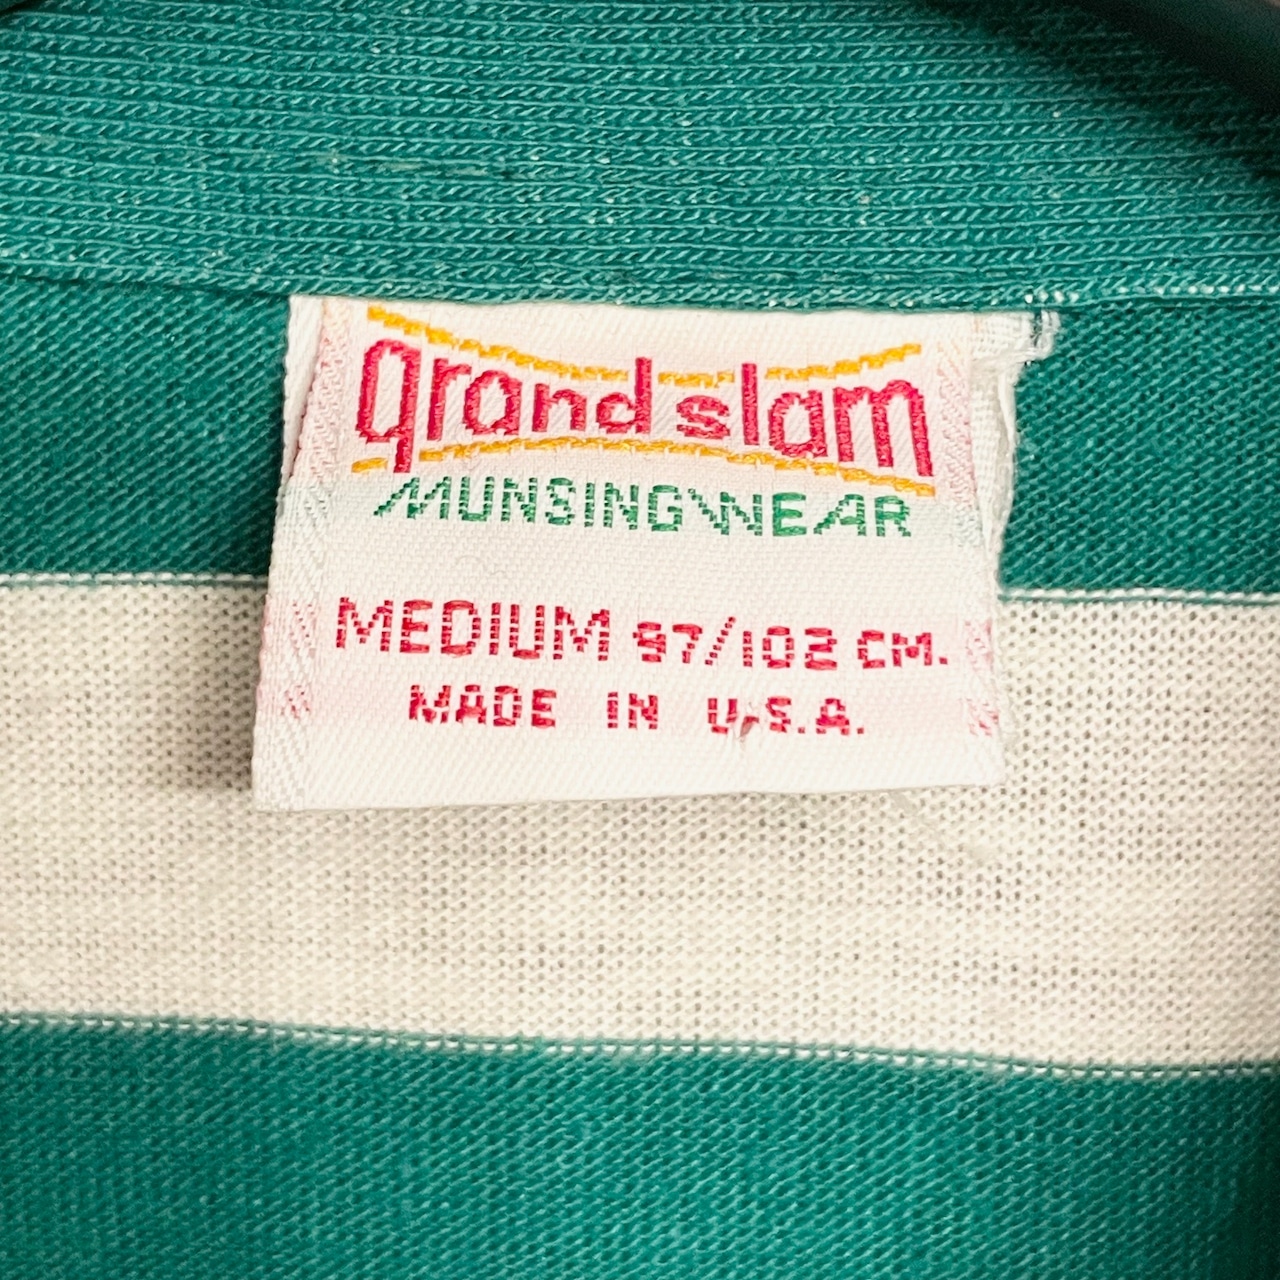 grand slam
MUNSINGWEAR
MEDIUM 97/102 CM.
MADE IN U.S.A.